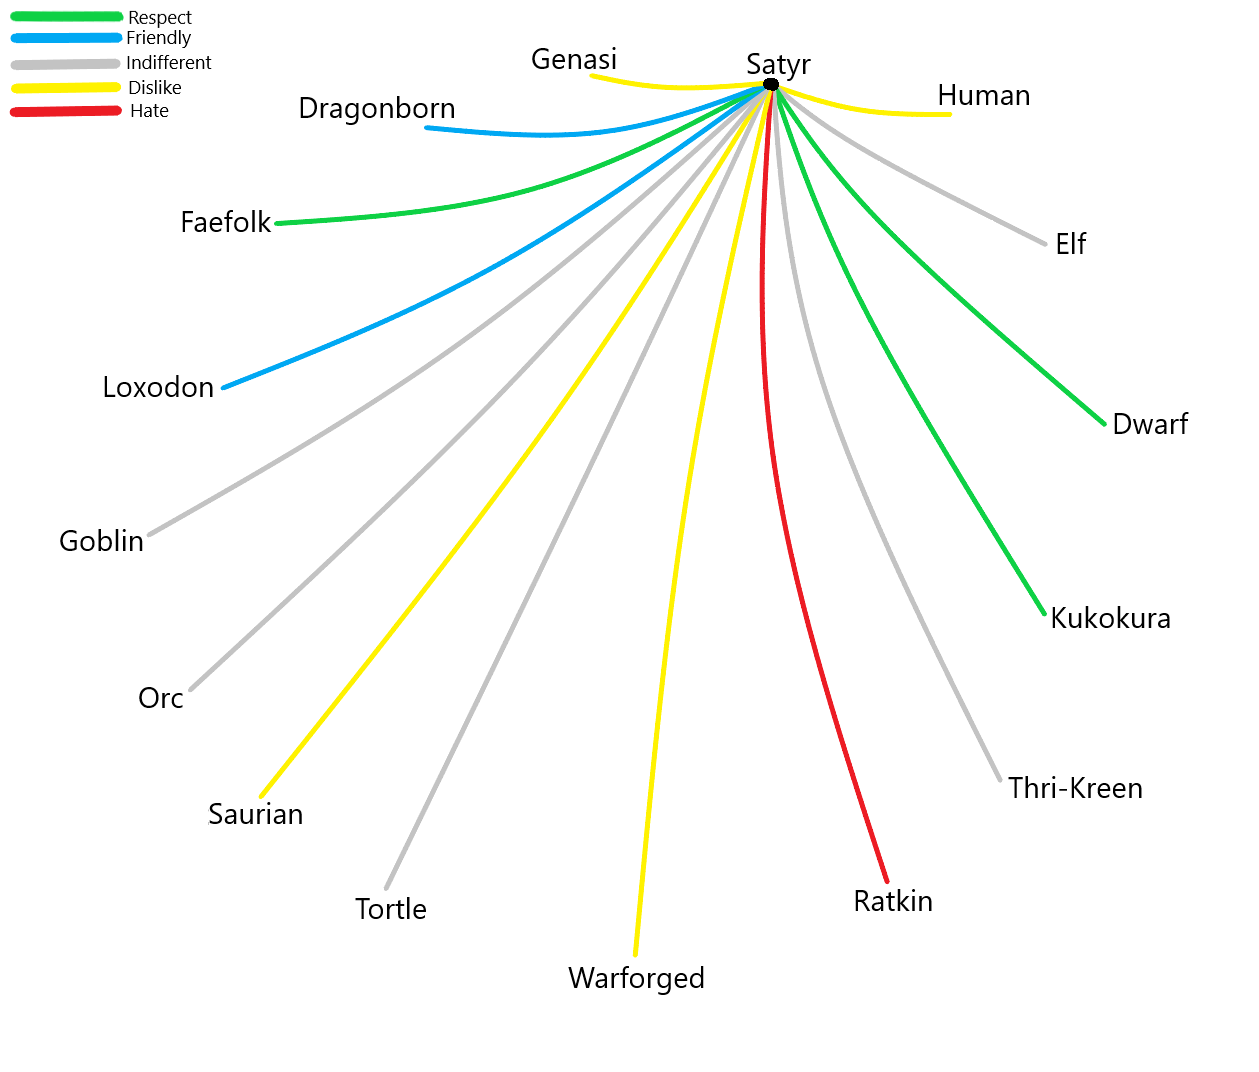 Respect
Friendly
Indifferent
Dislike
Hate
Genasi
Satyr
Human
Dragonborn
Faefolk
Elf
Loxodon
Dwarf
Goblin
Kukokura
Orc
Thri-Kreen
Saurian
Ratkin
Tortle
Warforged